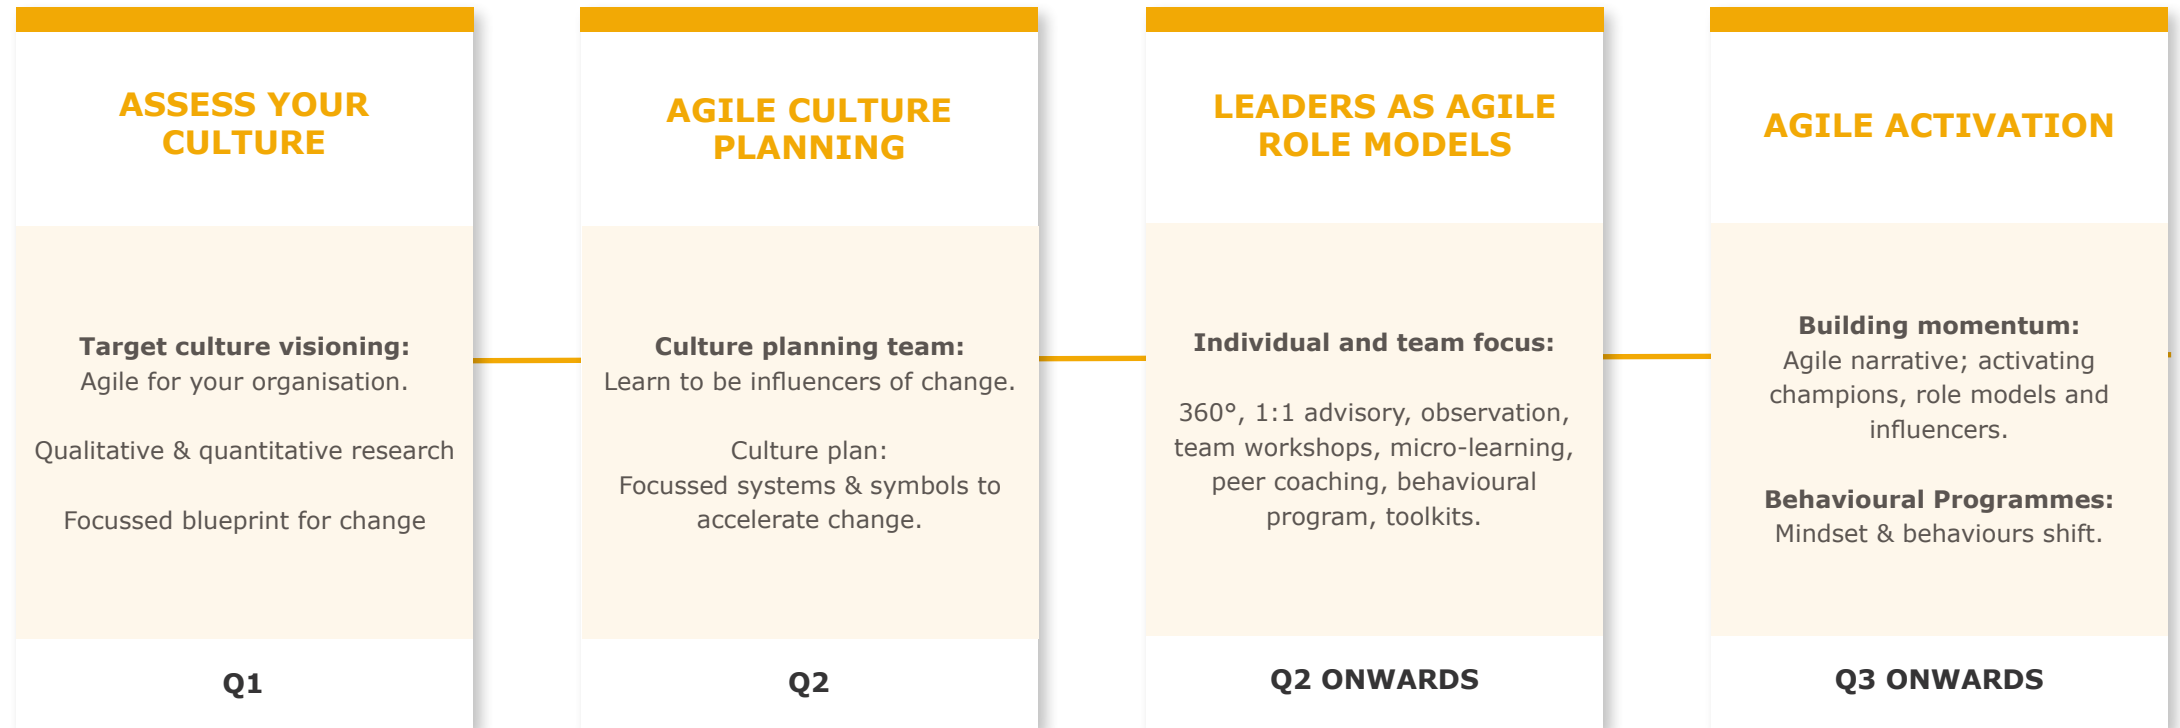 ASSESS YOUR
CULTURE
Target culture visioning:
Agile for your organisation.
Qualitative & quantitative research
Focussed blueprint for change
Q1
AGILE CULTURE
PLANNING
Culture planning team:
Learn to be influencers of change.
Culture plan:
Focussed systems & symbols to
accelerate change.
Q2
LEADERS AS AGILE
ROLE MODELS
Individual and team focus:
360°, 1:1 advisory, observation,
team workshops, micro-learning,
peer coaching, behavioural
program, toolkits.
Q2 ONWARDS
AGILE ACTIVATION
Building momentum:
Agile narrative; activating
champions, role models and
influencers.
Behavioural Programmes:
Mindset & behaviours shift.
Q3 ONWARDS